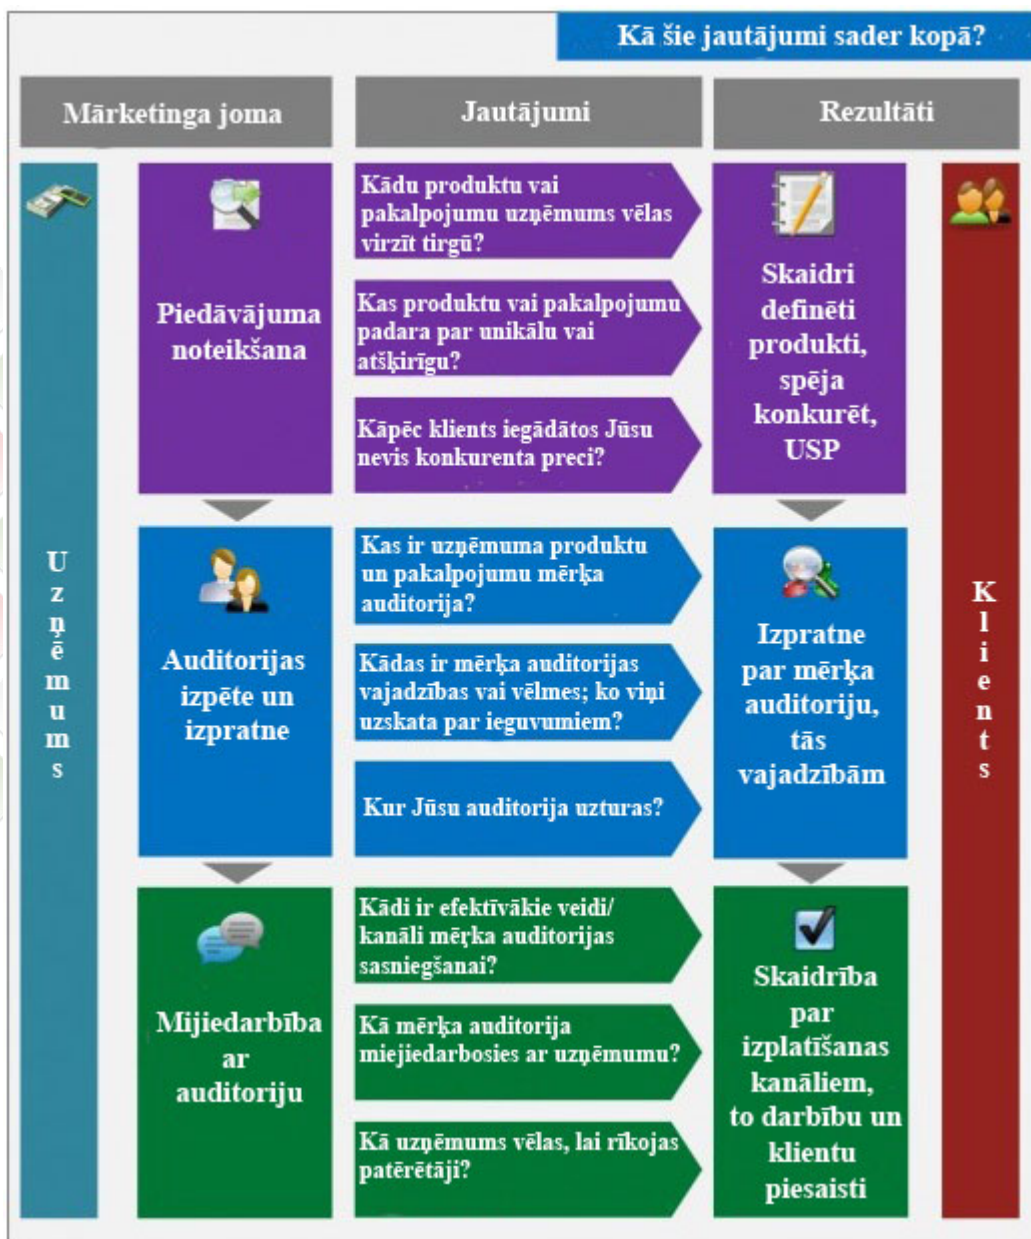 Kā šie jautājumi sader kopā?
Mārketinga joma
Jautājumi
Rezultāti
Uzņēmums
Piedāvājuma
noteikšana
Kādu produktu vai
pakalpojumu uzņēmums vēlas
virzīt tirgū?
Kas produktu vai pakalpojumu
padara par unikālu vai
atšķirīgu?
Kāpēc klients iegādātos Jūsu
nevis konkurenta preci?
Skaidri
definēti
produkti,
spēja
konkurēt,
USP
Auditorijas
izpēte un
izpratne
Kas ir uzņēmuma produktu
un pakalpojumu mērķa
auditorija?
Kādas ir mērķa auditorijas
vajadzības vai vēlmes; ko viņi
uzskata par ieguvumiem?
Kur Jūsu auditorija uzturas?
Izpratne
par mērķa
auditoriju,
tās
vajadzībām
Mijiedarbība
ar
auditoriju
Kādi ir efektīvākie veidi/
kanāli mērķa auditorijas
sasniegšanai?
Kā mērķa auditorija
miejiedarbosies ar uzņēmumu?
Kā uzņēmums vēlas, lai rīkojas
patērētāji?
Skaidrība
par
izplatīšanas
kanāliem,
to darbību un
klientu
piesaisti
Klients